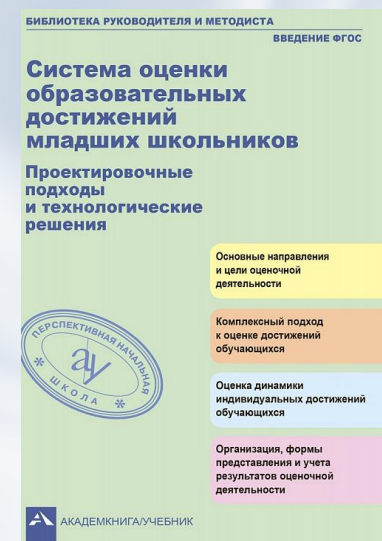 БИБЛИОТЕКА РУКОВОДИТЕЛЯ И МЕТОДИСТА
ВВЕДЕНИЕ ФГОС
Система оценки
образовательных
достижений
младших школьников
Проектировочные
подходы
и технологические
решения
Основные направления
и цели оценочной
деятельности
Комплексный подход
к оценке достижений
обучающихся
Оценка динамики
индивидуальных достижений
обучающихся
Организация, формы
представления и учета
результатов оценочной
деятельности
ПЕРСПЕКТИВНАЯ НАЧАЛЬНАЯ
ау
ШКОЛА
АКАДЕМКНИГА/УЧЕБНИК